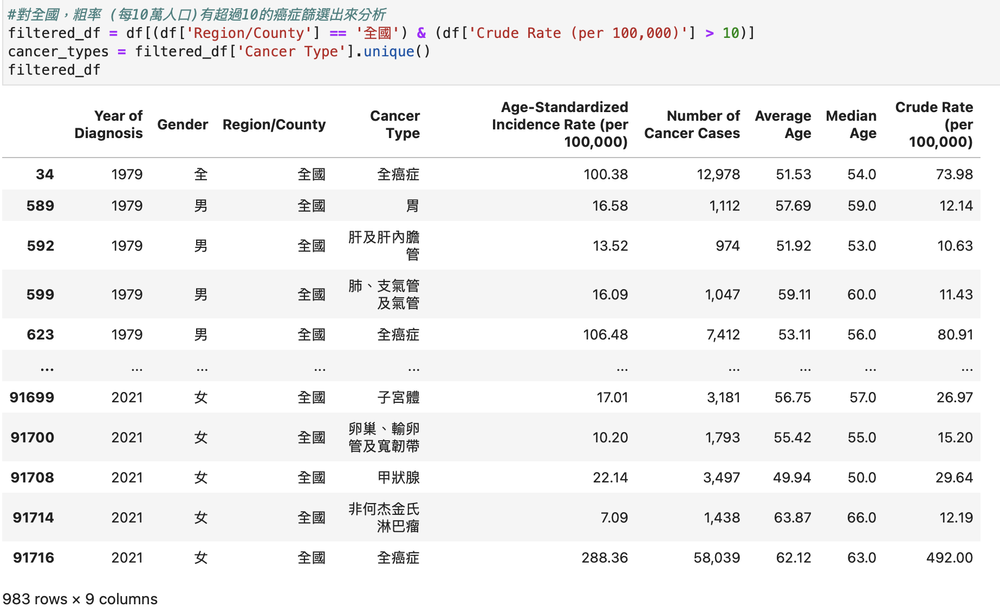 #對全國，粗率 (每10萬人口)有超過10的癌症篩選出來分析
filtered_df = df[(df['Region/County'] == '全國') & (df['Crude Rate (per 100,000)'] > 10)]
cancer_types = filtered_df['Cancer Type'].unique()
filtered_df
Year of Diagnosis Gender Region/County Cancer Type Age-Standardized Incidence Rate (per 100,000) Number of Cancer Cases Average Age Median Age Crude Rate (per 100,000)
34 1979 全 全國 全癌症 100.38 12,978 51.53 54.0 73.98
589 1979 男 全國 胃 16.58 1,112 57.69 59.0 12.14
592 1979 男 全國 肝及肝內膽管 13.52 974 51.92 53.0 10.63
599 1979 男 全國 肺、支氣管及氣管 16.09 1,047 59.11 60.0 11.43
623 1979 男 全國 全癌症 106.48 7,412 53.11 56.0 80.91
... ... ... ... ... ... ... ... ... ...
91699 2021 女 全國 子宮體 17.01 3,181 56.75 57.0 26.97
91700 2021 女 全國 卵巢、輸卵管及寬韌帶 10.20 1,793 55.42 55.0 15.20
91708 2021 女 全國 甲狀腺 22.14 3,497 49.94 50.0 29.64
91714 2021 女 全國 非何杰金氏淋巴瘤 7.09 1,438 63.87 66.0 12.19
91716 2021 女 全國 全癌症 288.36 58,039 62.12 63.0 492.00
983 rows × 9 columns